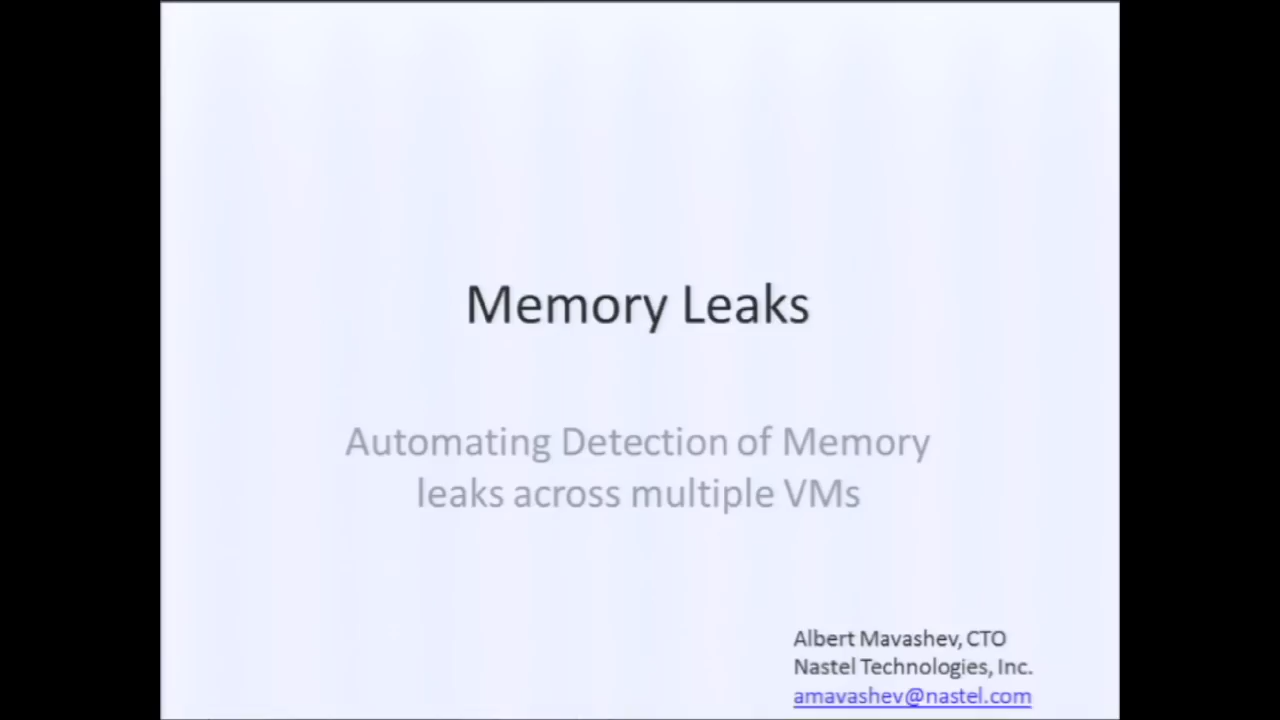 Memory Leaks
Automating Detection of Memory
leaks across multiple VMs
Albert Mavashev, CTO
Nastel Technologies, Inc.
amavashev@nastel.com